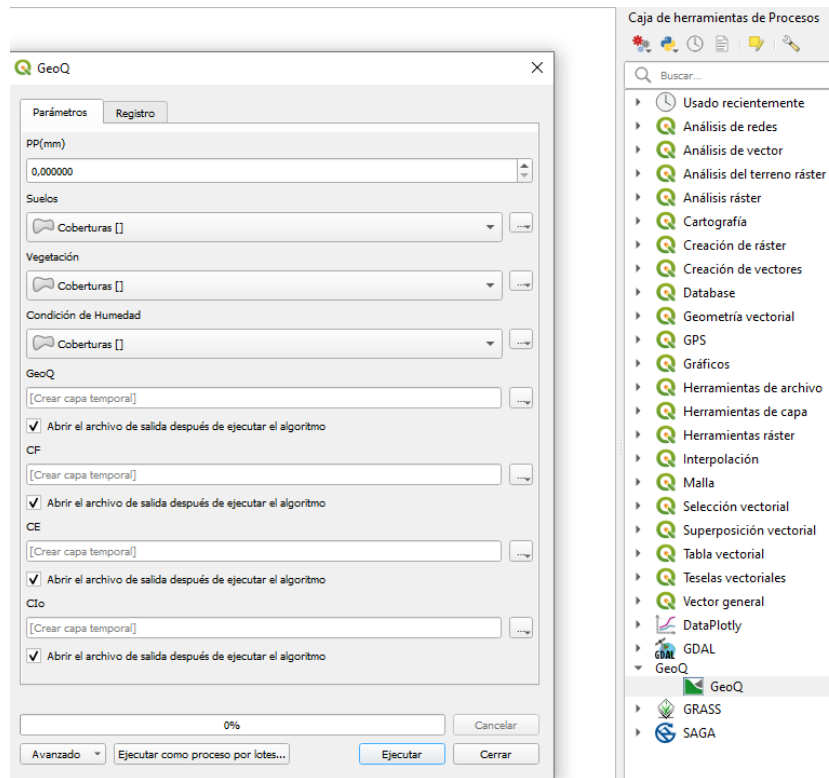 GeoQ
Parámetros
Registro
PP(mm)
0,000000
Suelos
Coberturas []
...
Vegetación
Coberturas []
...
Condición de Humedad
Coberturas []
...
GeoQ
[Crear capa temporal]
...
Abrir el archivo de salida después de ejecutar el algoritmo
CF
[Crear capa temporal]
...
Abrir el archivo de salida después de ejecutar el algoritmo
CE
[Crear capa temporal]
...
Abrir el archivo de salida después de ejecutar el algoritmo
CIo
[Crear capa temporal]
...
Abrir el archivo de salida después de ejecutar el algoritmo
0%
Cancelar
Avanzado
Ejecutar como proceso por lotes...
Ejecutar
Cerrar
Caja de herramientas de Procesos
Buscar...
Usado recientemente
Análisis de redes
Análisis de vector
Análisis del terreno ráster
Análisis ráster
Cartografía
Creación de ráster
Creación de vectores
Database
Geometría vectorial
GPS
Gráficos
Herramientas de archivo
Herramientas de capa
Herramientas ráster
Interpolación
Malla
Selección vectorial
Superposición vectorial
Tabla vectorial
Teselas vectoriales
Vector general
DataPlotly
GDAL
GDAL
GeoQ
GeoQ
GRASS
SAGA